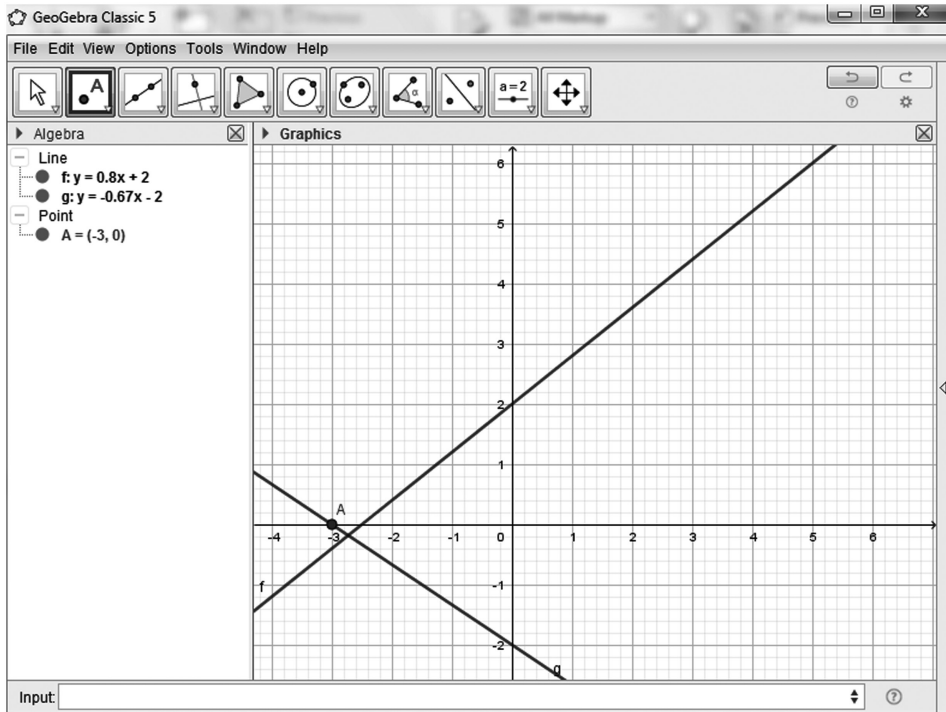 GeoGebra Classic 5
File Edit View Options Tools Window Help
A
α
a=2
Algebra
Graphics
Line
f: y = 0.8x + 2
g: y = -0.67x - 2
Point
A = (-3, 0)
6
5
4
3
2
1
A
-4 -3 -2 -1 0 1 2 3 4 5 6
f
-1
-2
g
Input: